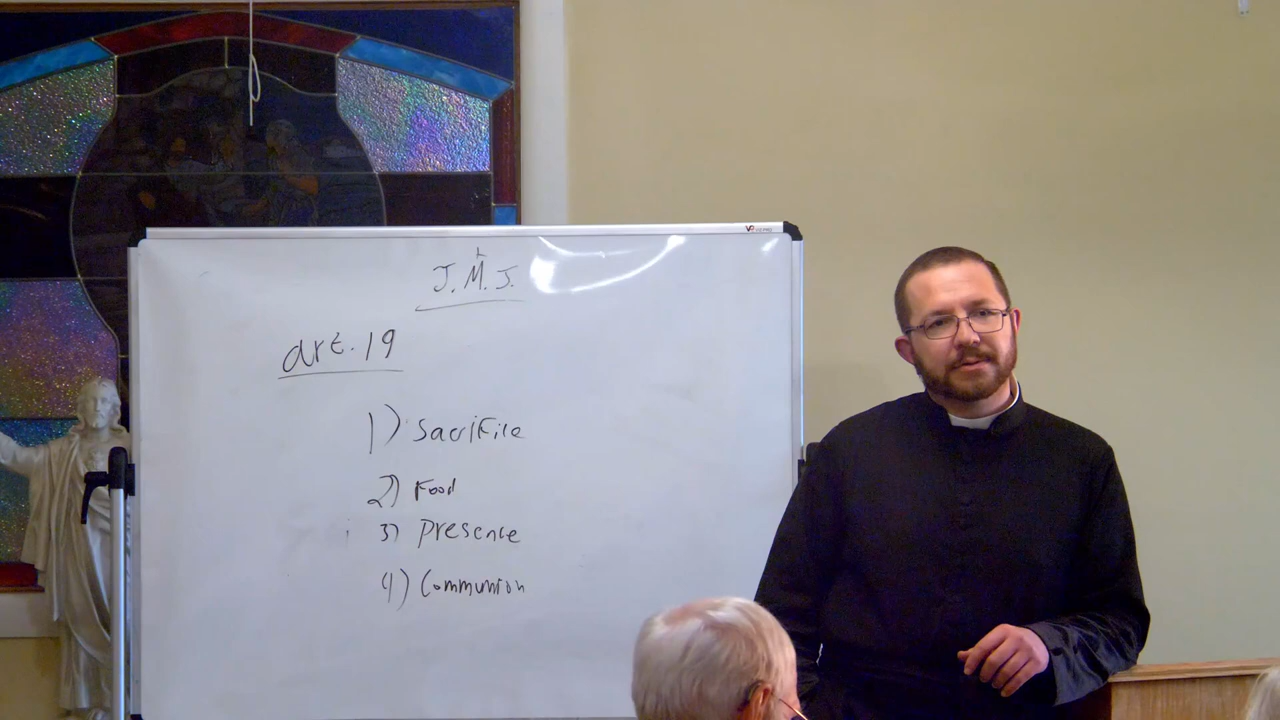 J.M.J.
art. 19
1) Sacrifice
2) Food
3) Presence
4) Communion